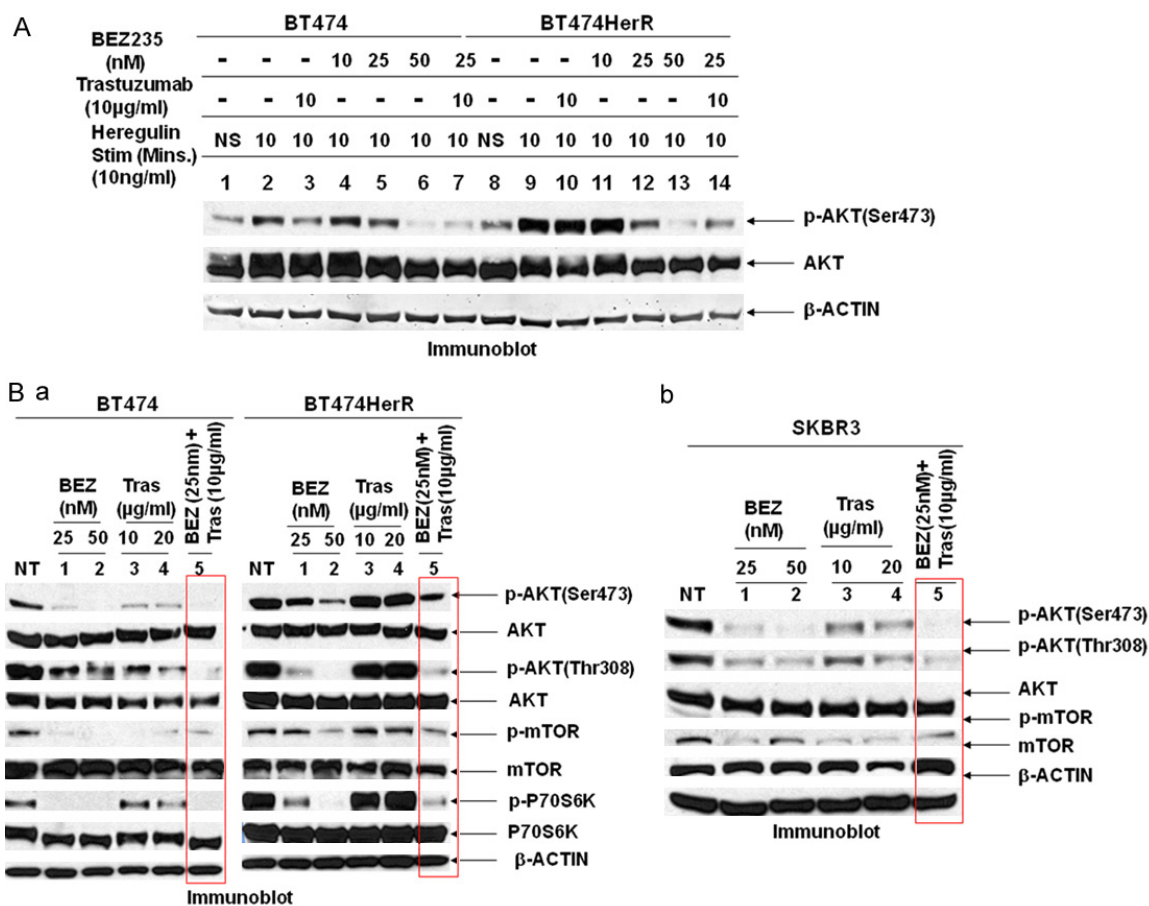 A
BT474 BT474HerR
BEZ235
(nM) - - - 10 25 50 25 - - - 10 25 50 25
Trastuzumab
(10µg/ml) - - 10 - - - 10 - - 10 - - - 10
Heregulin
Stim (Mins.) NS 10 10 10 10 10 10 NS 10 10 10 10 10 10
(10ng/ml) 1 2 3 4 5 6 7 8 9 10 11 12 13 14
p-AKT(Ser473)
AKT
β-ACTIN
Immunoblot
B a
BT474 BT474HerR
BEZ
(nM)
Tras
(µg/ml)
BEZ (25nm) +
Tras (10µg/ml)
25 50 10 20
NT 1 2 3 4 5
BEZ
(nM)
Tras
(µg/ml)
BEZ(25nM)+
Tras(10µg/ml)
25 50 10 20
NT 1 2 3 4 5
p-AKT(Ser473)
AKT
p-AKT(Thr308)
AKT
p-mTOR
mTOR
p-P70S6K
P70S6K
β-ACTIN
Immunoblot
b
SKBR3
BEZ
(nM)
Tras
(µg/ml)
BEZ(25nM)+
Tras(10µg/ml)
25 50 10 20
NT 1 2 3 4 5
p-AKT(Ser473)
p-AKT(Thr308)
AKT
p-mTOR
mTOR
β-ACTIN
Immunoblot